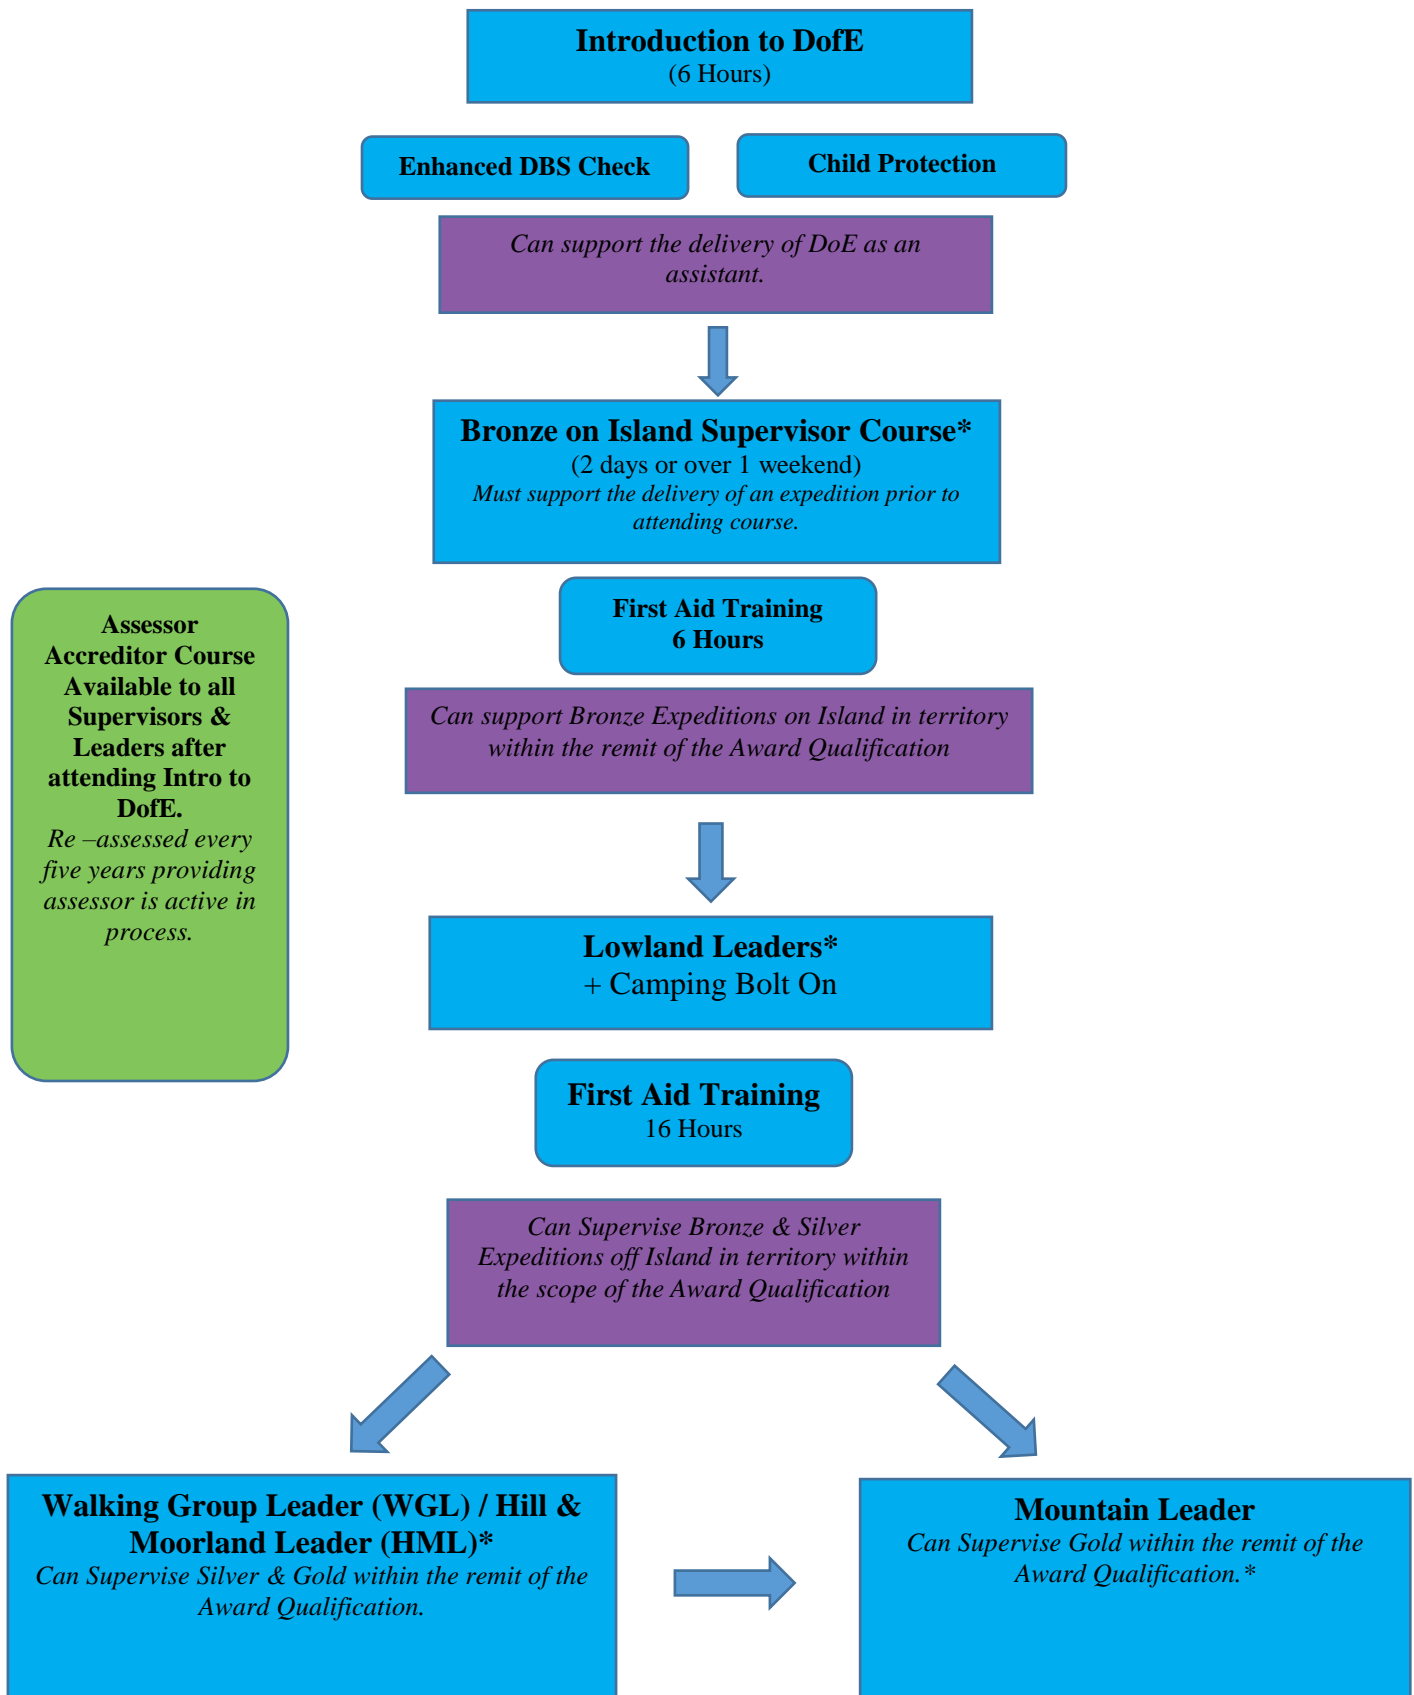 Introduction to DofE
(6 Hours)
Enhanced DBS Check
Child Protection
Can support the delivery of DoE as an
assistant.
Bronze on Island Supervisor Course*
(2 days or over 1 weekend)
Must support the delivery of an expedition prior to
attending course.
First Aid Training
6 Hours
Can support Bronze Expeditions on Island in territory
within the remit of the Award Qualification
Assessor
Accreditor Course
Available to all
Supervisors &
Leaders after
attending Intro to
DofE.
Re –assessed every
five years providing
assessor is active in
process.
Lowland Leaders*
+ Camping Bolt On
First Aid Training
16 Hours
Can Supervise Bronze & Silver
Expeditions off Island in territory within
the scope of the Award Qualification
Walking Group Leader (WGL) / Hill &
Moorland Leader (HML)*
Can Supervise Silver & Gold within the remit of the
Award Qualification.
Mountain Leader
Can Supervise Gold within the remit of the
Award Qualification.*